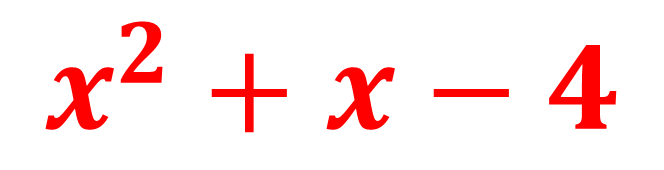 x² + x − 4